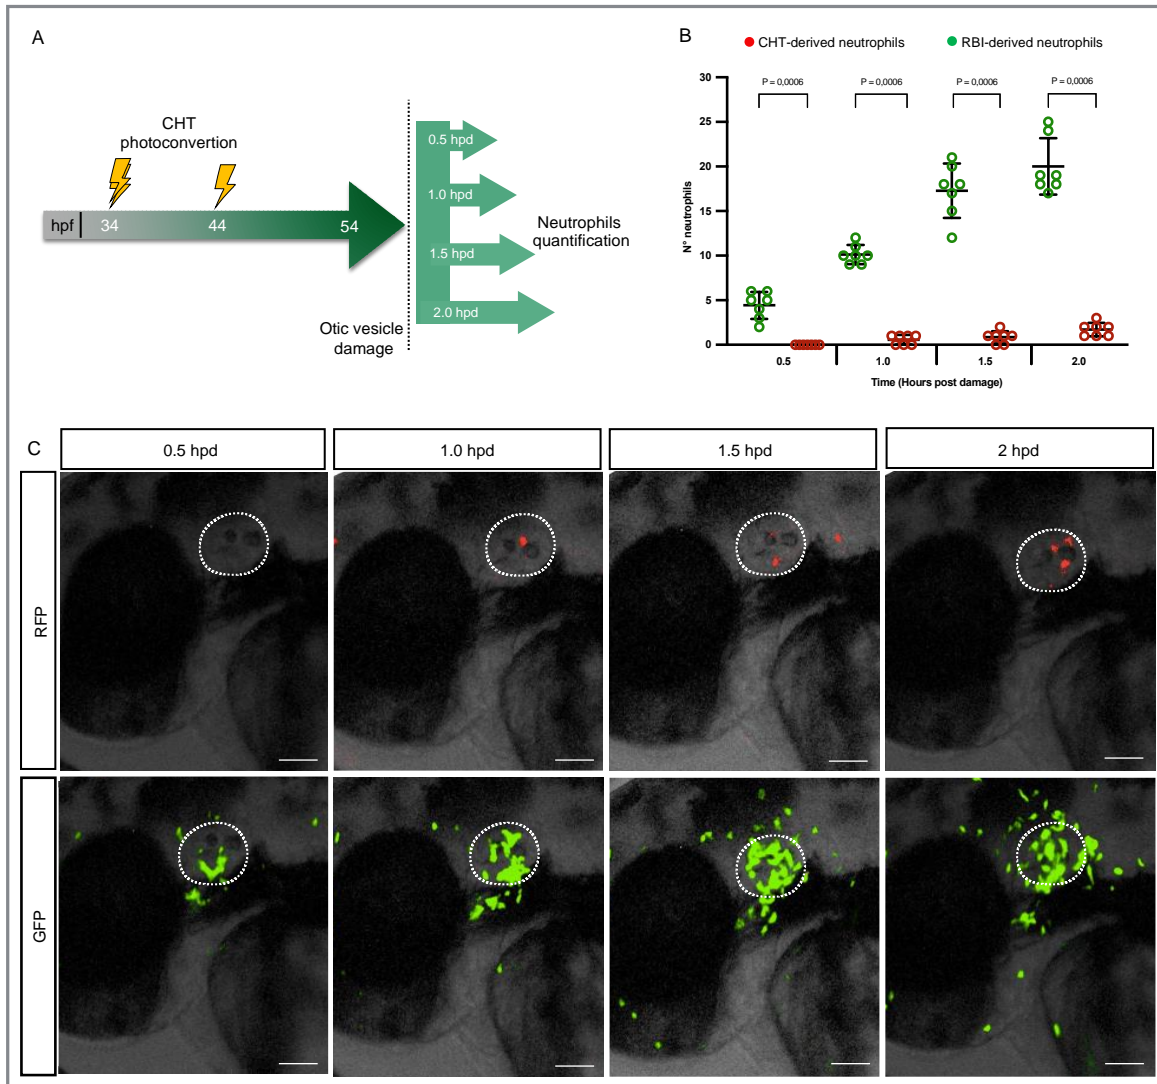 A
CHT
photoconvertion
hpf
34
44
54
0.5 hpd
1.0 hpd
1.5 hpd
2.0 hpd
Neutrophils
quantification
Otic vesicle
damage
B
CHT-derived neutrophils
RBI-derived neutrophils
P = 0,0006
P = 0,0006
P = 0,0006
P = 0,0006
N° neutrophils
30
25
20
15
10
5
0
0.5
1.0
1.5
2.0
Time (Hours post damage)
C
0.5 hpd
1.0 hpd
1.5 hpd
2 hpd
RFP
GFP